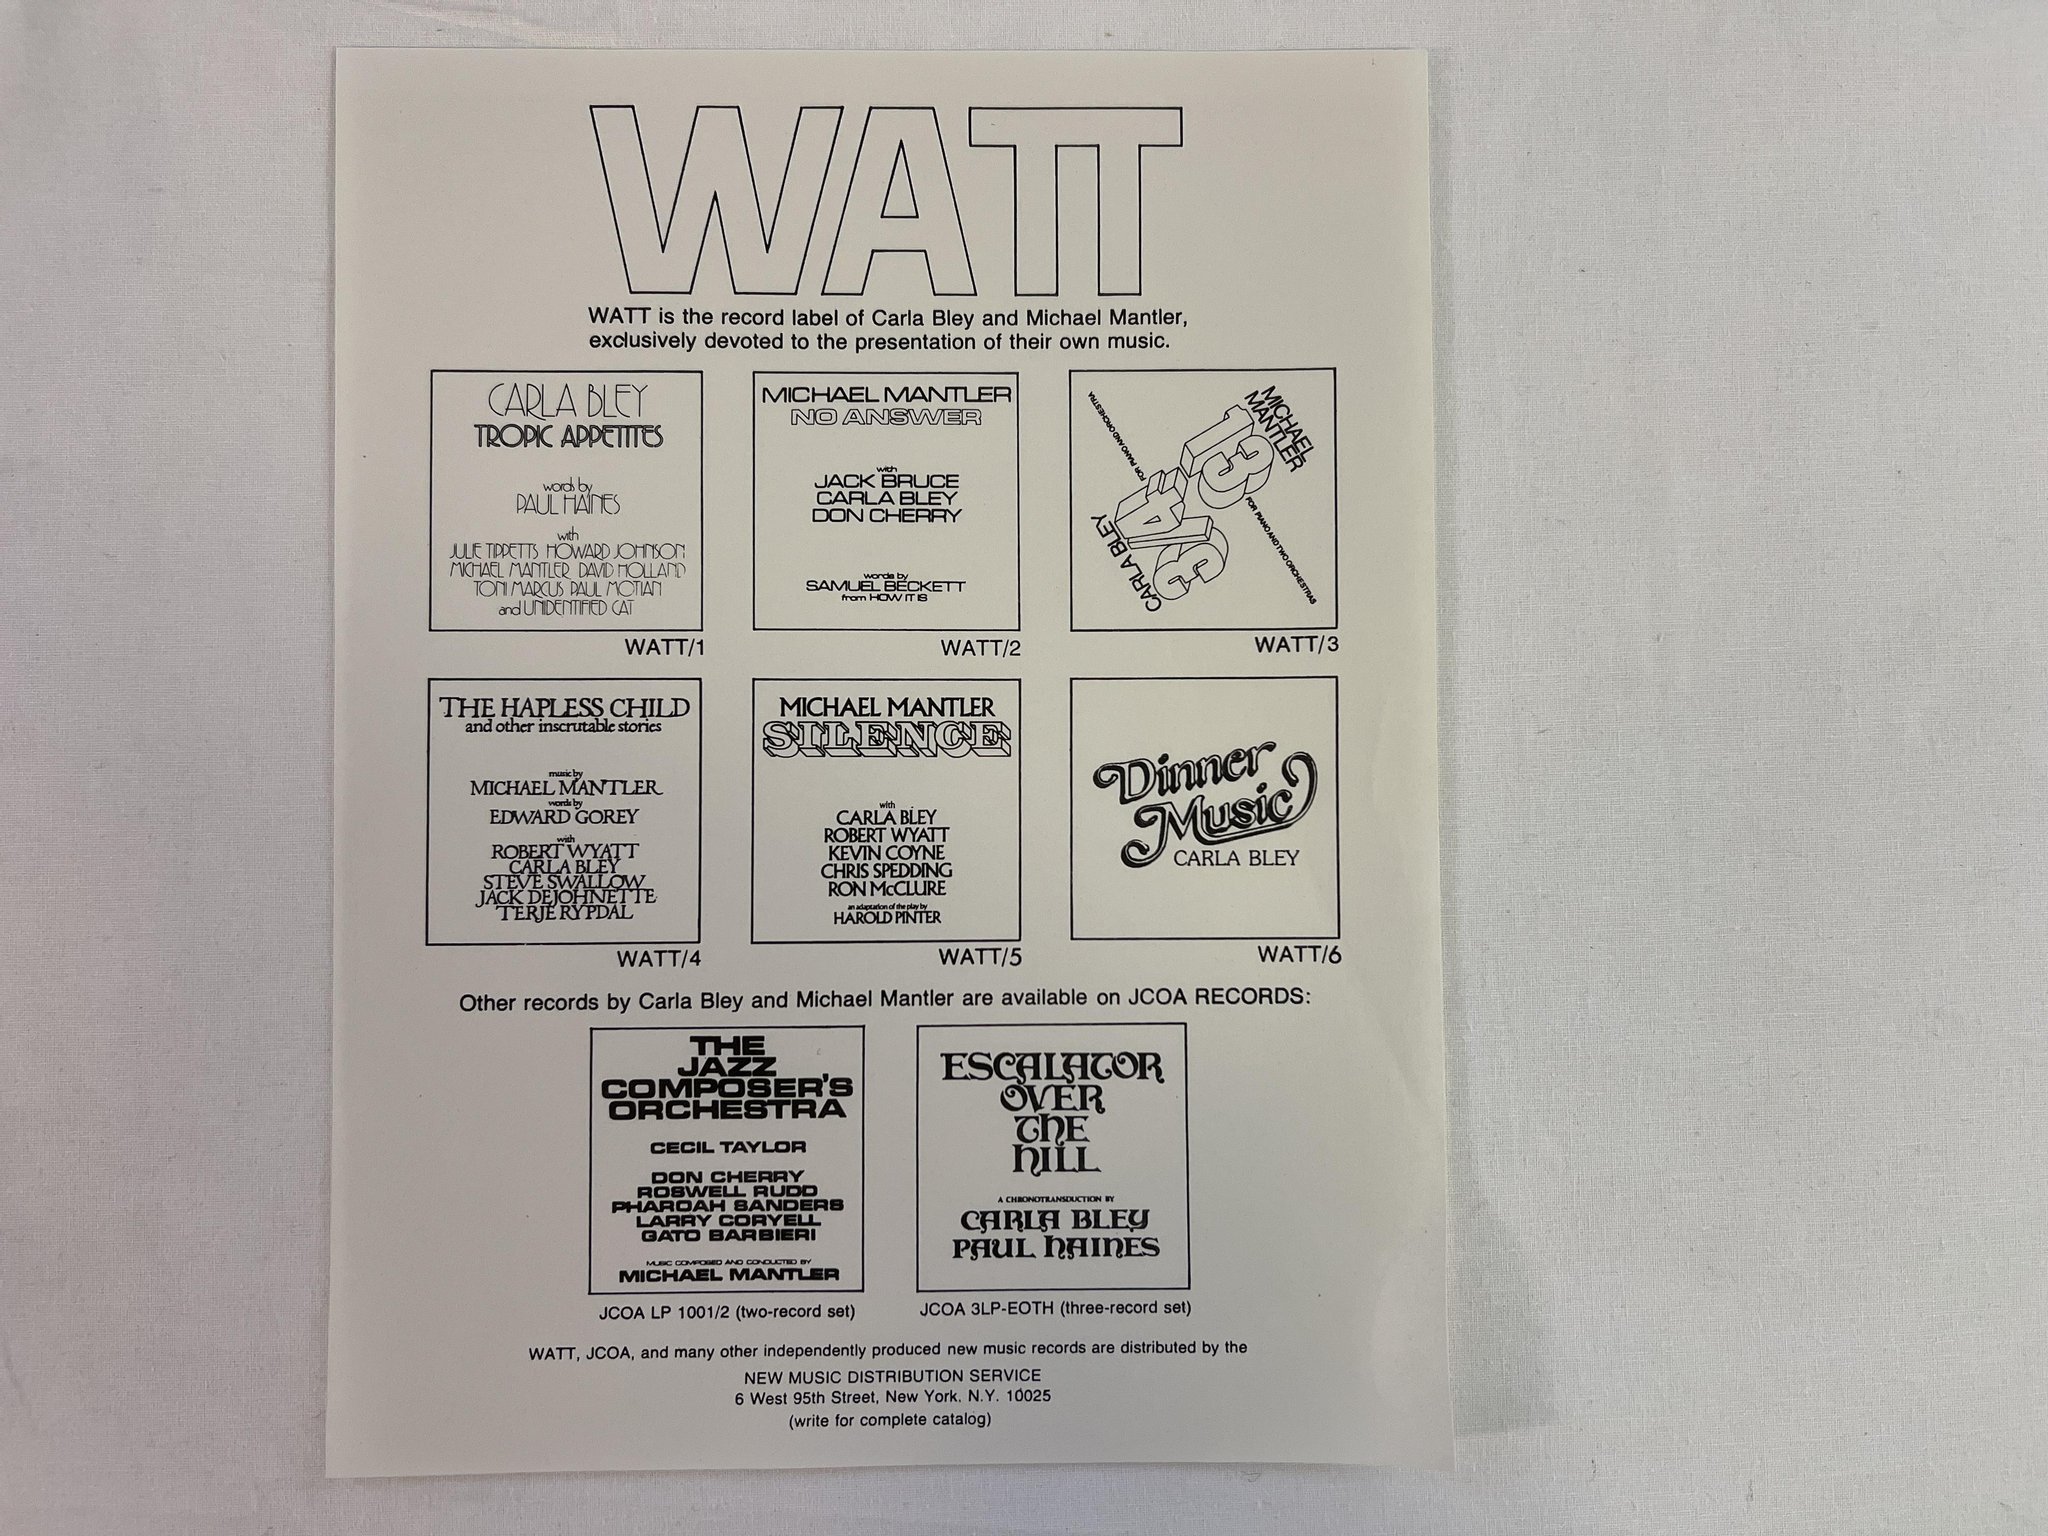 WATT
WATT is the record label of Carla Bley and Michael Mantler,
exclusively devoted to the presentation of their own music.
CARLA BLEY
TROPIC APPETITES
words by
PAUL HAINES
with
JULIE TIPPETTS HOWARD JOHNSON
MICHAEL MANTLER DAVID HOLLAND
TONI MARCUS PAUL MOTIAN
and UNIDENTIFIED CAT
WATT/1
MICHAEL MANTLER
NO ANSWER
with
JACK BRUCE
CARLA BLEY
DON CHERRY
words by
SAMUEL BECKETT
from HOW IT IS
WATT/2
MICHAEL
MANTLER
13
FOR PIANO AND TWO ORCHESTRAS
CARLA BLEY
3/4
FOR PIANO AND ORCHESTRA
WATT/3
THE HAPLESS CHILD
and other inscrutable stories
music by
MICHAEL MANTLER
words by
EDWARD GOREY
with
ROBERT WYATT
CARLA BLEY
STEVE SWALLOW
JACK DEJOHNETTE
TERJE RYPDAL
WATT/4
MICHAEL MANTLER
SILENCE
with
CARLA BLEY
ROBERT WYATT
KEVIN COYNE
CHRIS SPEDDING
RON McCLURE
an adaptation of the play by
HAROLD PINTER
WATT/5
Dinner
Music
CARLA BLEY
WATT/6
Other records by Carla Bley and Michael Mantler are available on JCOA RECORDS:
THE
JAZZ
COMPOSER'S
ORCHESTRA
CECIL TAYLOR
DON CHERRY
ROSWELL RUDD
PHAROAH SANDERS
LARRY CORYELL
GATO BARBIERI
MUSIC COMPOSED AND CONDUCTED BY
MICHAEL MANTLER
JCOA LP 1001/2 (two-record set)
ESCALATOR
OVER
THE
HILL
A CHRONOTRANSDUCTION BY
CARLA BLEY
PAUL HAINES
JCOA 3LP-EOTH (three-record set)
WATT, JCOA, and many other independently produced new music records are distributed by the
NEW MUSIC DISTRIBUTION SERVICE
6 West 95th Street, New York. N.Y. 10025
(write for complete catalog)